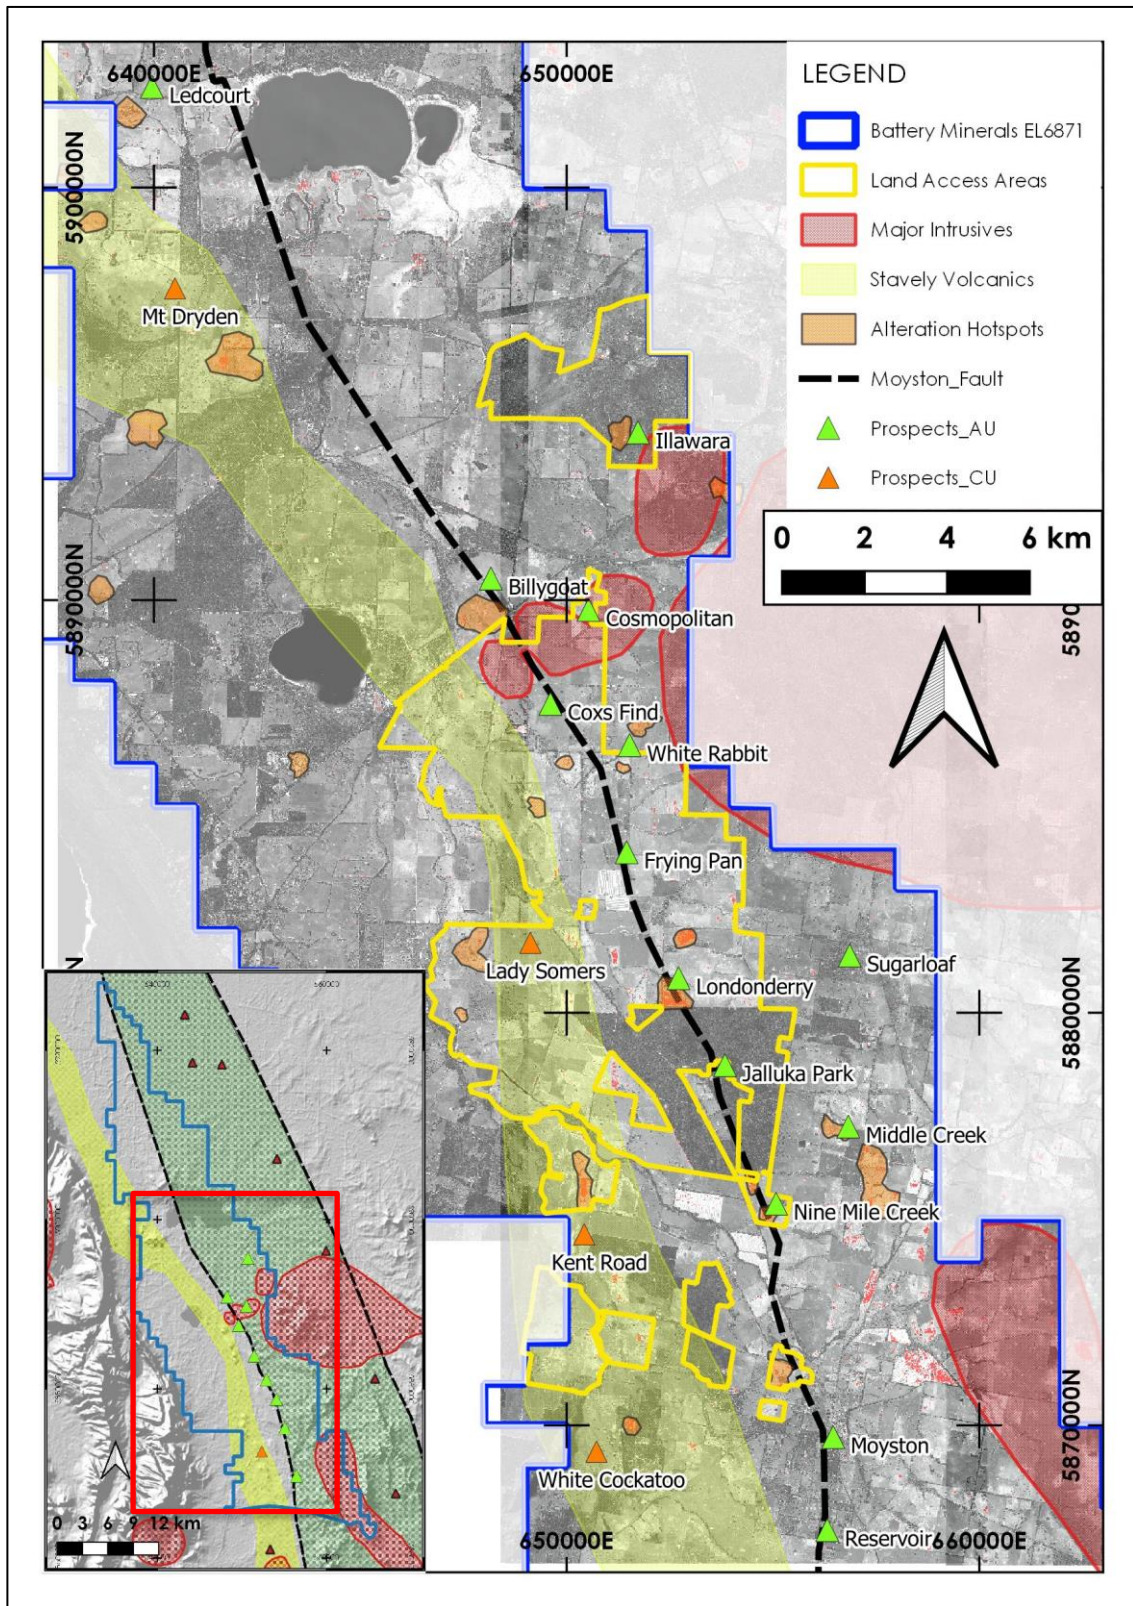 640000E
650000E
LEGEND
Battery Minerals EL6871
Land Access Areas
Major Intrusives
Stavely Volcanics
Alteration Hotspots
Moyston_Fault
Prospects_AU
Prospects_CU
0 2 4 6 km
Ledcourt
5900000N
Mt Dryden
Illawara
5890000N
Billygoat
Cosmopolitan
Coxs Find
White Rabbit
Frying Pan
Lady Somers
Sugarloaf
Londonderry
5880000N
Jalluka Park
Middle Creek
Nine Mile Creek
Kent Road
5870000N
Moyston
White Cockatoo
Reservoir
650000E
660000E
640000
660000
0 3 6 9 12 km